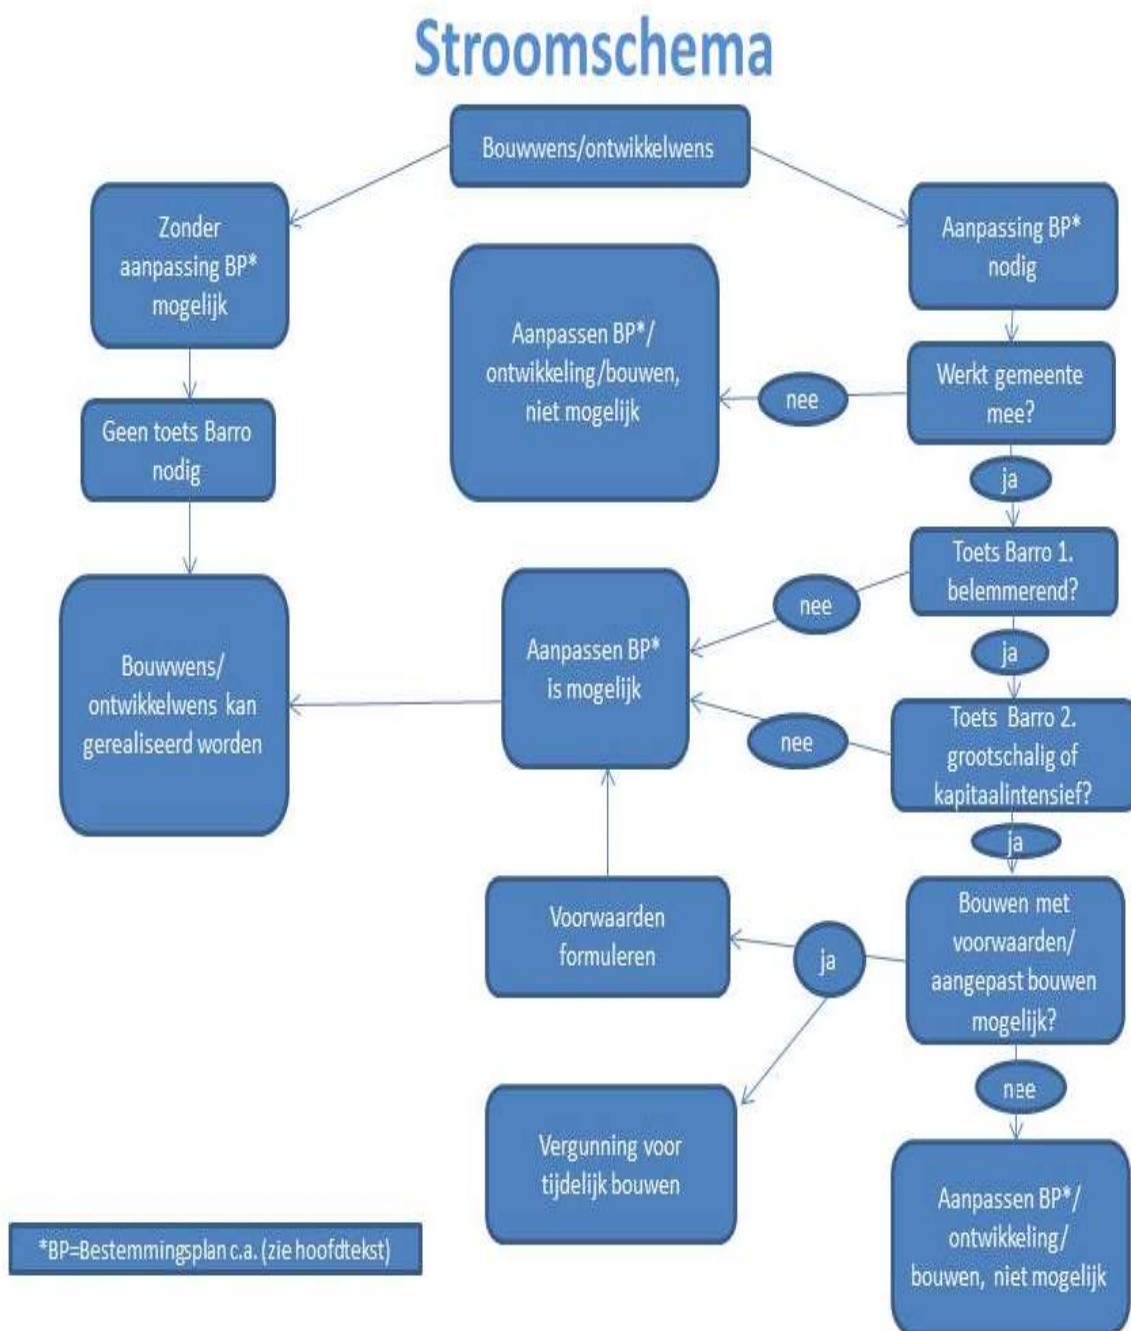 Stroomschema
Bouwwens/ontwikkelwens
Zonder
aanpassing BP*
mogelijk
Aanpassing BP*
nodig
Aanpassen BP*/
ontwikkeling/bouwen,
niet mogelijk
nee
Werkt gemeente
mee?
Geen toets Barro
nodig
ja
Toets Barro 1.
belemmerend?
nee
ja
Bouwwens/
ontwikkelwens kan
gerealiseerd worden
Aanpassen BP*
is mogelijk
nee
Toets Barro 2.
grootschalig of
kapitaalintensief?
ja
Voorwaarden
formuleren
ja
Bouwen met
voorwaarden/
aangepast bouwen
mogelijk?
nee
Vergunning voor
tijdelijk bouwen
Aanpassen BP*/
ontwikkeling/
bouwen, niet mogelijk
*BP=Bestemmingsplan c.a. (zie hoofdtekst)